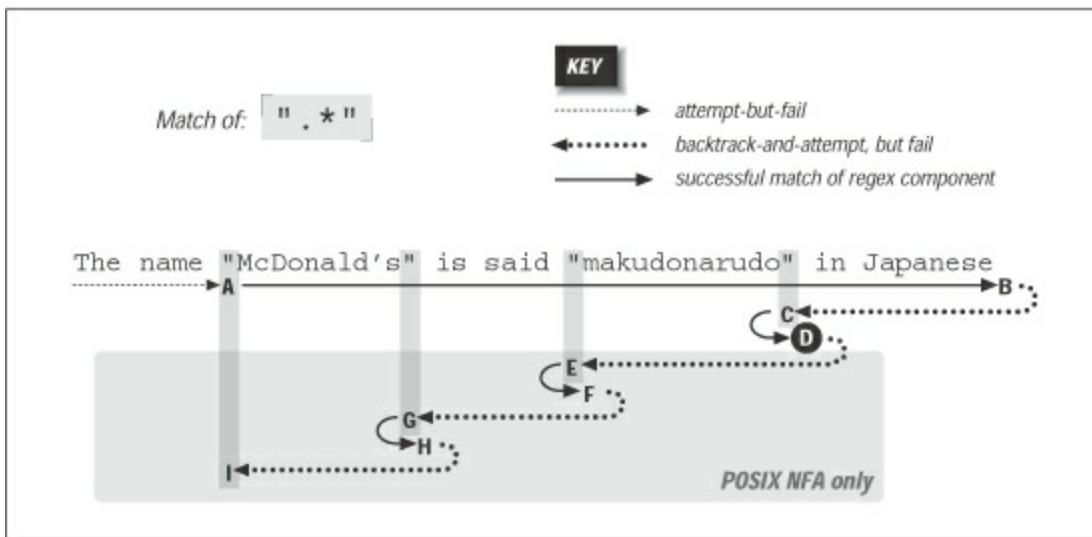 KEY
Match of: ".*"
attempt-but-fail
backtrack-and-attempt, but fail
successful match of regex component
The name "McDonald's" is said "makudonarudo" in Japanese
A
B
C
D
E
F
G
H
I
POSIX NFA only